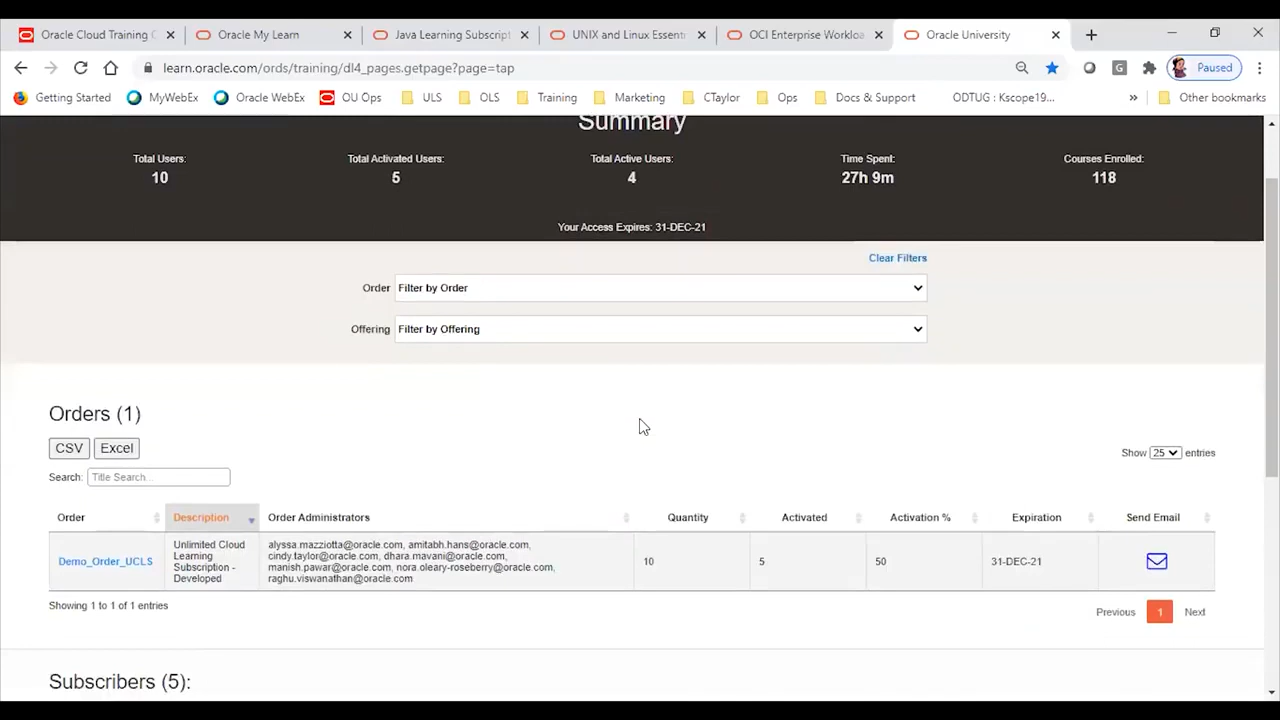 Oracle Cloud Training C
Oracle My Learn
Java Learning Subscript
UNIX and Linux Essenti
OCI Enterprise Workloa
Oracle University
learn.oracle.com/ords/training/dl4_pages.getpage?page=tap
Paused
Getting Started
MyWebEx
Oracle WebEx
OU Ops
ULS
OLS
Training
Marketing
CTaylor
Ops
Docs & Support
ODTUG : Kscope19...
»
Other bookmarks
Summary
Total Users:
10
Total Activated Users:
5
Total Active Users:
4
Time Spent:
27h 9m
Courses Enrolled:
118
Your Access Expires: 31-DEC-21
Clear Filters
Order
Filter by Order
Offering
Filter by Offering
Orders (1)
CSV
Excel
Show 25 entries
Search: Title Search...
Order
Description
Order Administrators
Quantity
Activated
Activation %
Expiration
Send Email
Demo_Order_UCLS
Unlimited Cloud
Learning
Subscription -
Developed
alyssa.mazziotta@oracle.com, amitabh.hans@oracle.com,
cindy.taylor@oracle.com, dhara.mavani@oracle.com,
manish.pawar@oracle.com, nora.oleary-roseberry@oracle.com,
raghu.viswanathan@oracle.com
10
5
50
31-DEC-21
Showing 1 to 1 of 1 entries
Previous
1
Next
Subscribers (5):